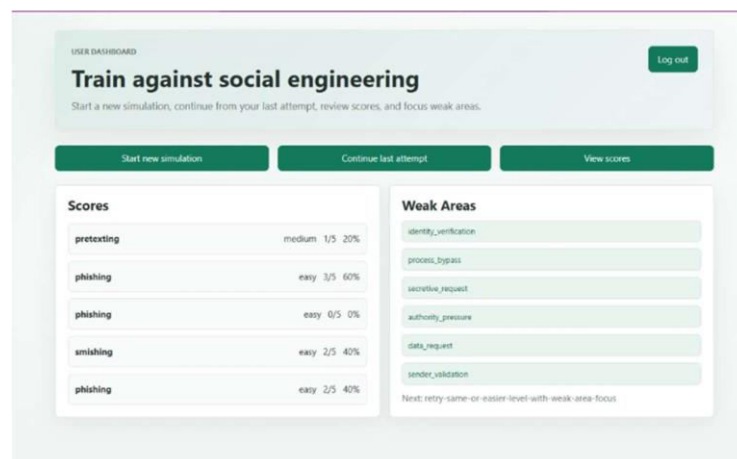 USER DASHBOARD
Train against social engineering
Log out
Start a new simulation, continue from your last attempt, review scores, and focus weak areas.
Start new simulation
Continue last attempt
View scores
Scores
pretexting medium 1/5 20%
phishing easy 3/5 60%
phishing easy 0/5 0%
smishing easy 2/5 40%
phishing easy 2/5 40%
Weak Areas
identity_verification
process_bypass
secretive_request
authority_pressure
data_request
sender_validation
Next: retry-same-or-easier-level-with-weak-area-focus